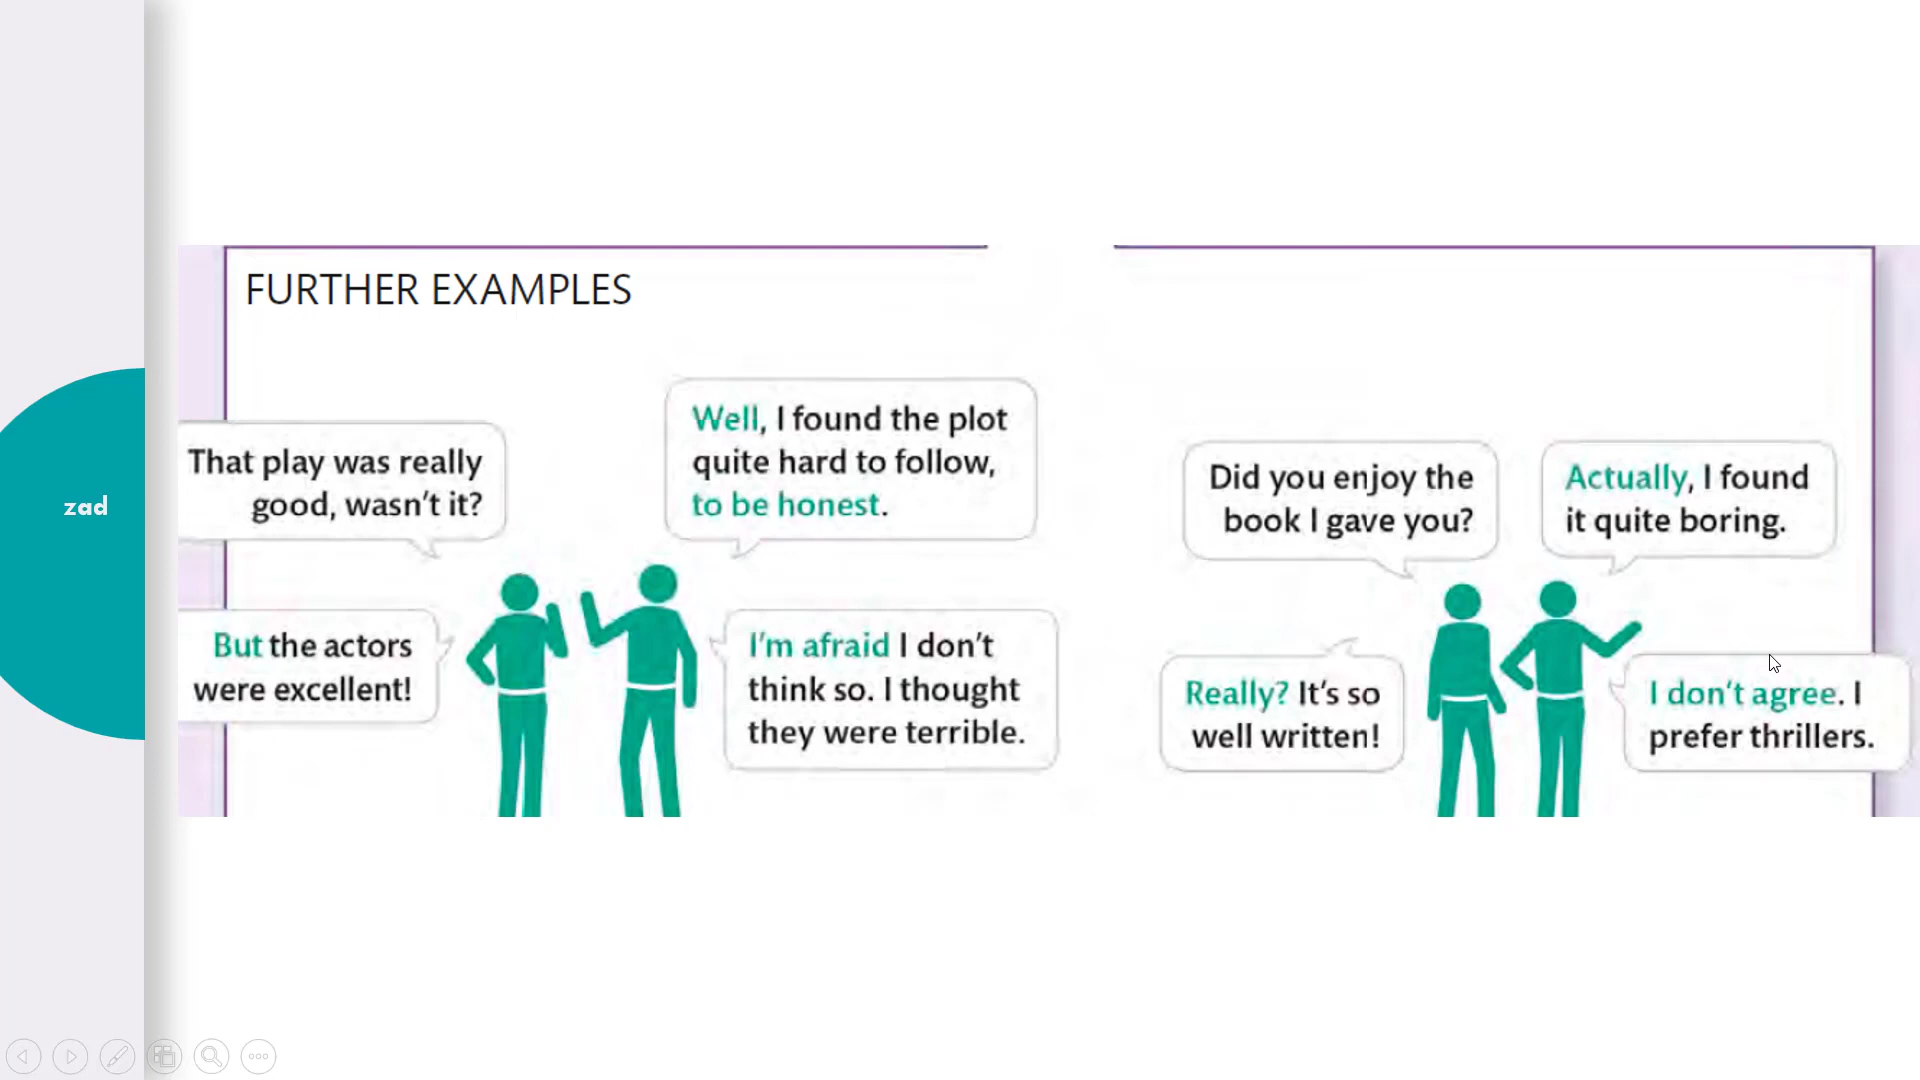 zad
FURTHER EXAMPLES
That play was really
good, wasn't it?
Well, I found the plot
quite hard to follow,
to be honest.
But the actors
were excellent!
I'm afraid I don't
think so. I thought
they were terrible.
Did you enjoy the
book I gave you?
Actually, I found
it quite boring.
Really? It's so
well written!
I don't agree. I
prefer thrillers.